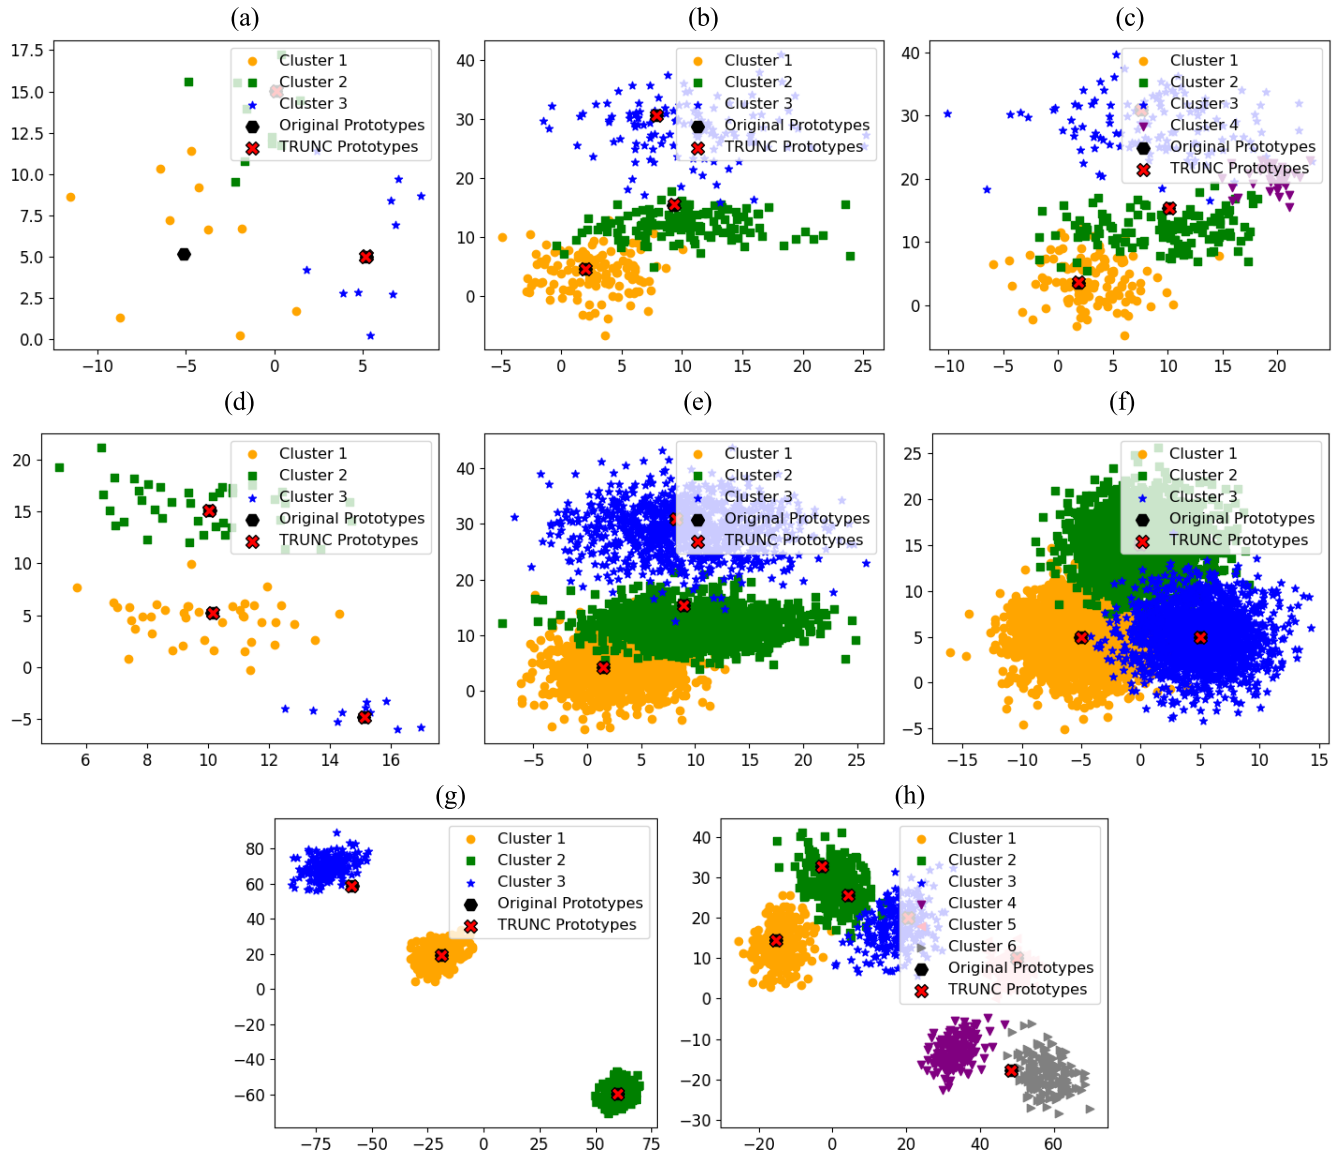 (a)
17.5
15.0
12.5
10.0
7.5
5.0
2.5
0.0
−10
−5
0
5
Cluster 1
Cluster 2
Cluster 3
Original Prototypes
TRUNC Prototypes
(b)
40
30
20
10
0
−5
0
5
10
15
20
25
Cluster 1
Cluster 2
Cluster 3
Original Prototypes
TRUNC Prototypes
(c)
40
30
20
10
0
−10
−5
0
5
10
15
20
Cluster 1
Cluster 2
Cluster 3
Cluster 4
Original Prototypes
TRUNC Prototypes
(d)
20
15
10
5
0
−5
6
8
10
12
14
16
Cluster 1
Cluster 2
Cluster 3
Original Prototypes
TRUNC Prototypes
(e)
40
30
20
10
0
−5
0
5
10
15
20
25
Cluster 1
Cluster 2
Cluster 3
Original Prototypes
TRUNC Prototypes
(f)
25
20
15
10
5
0
−5
−15
−10
−5
0
5
10
15
Cluster 1
Cluster 2
Cluster 3
Original Prototypes
TRUNC Prototypes
(g)
80
60
40
20
0
−20
−40
−60
−75
−50
−25
0
25
50
75
Cluster 1
Cluster 2
Cluster 3
Original Prototypes
TRUNC Prototypes
(h)
40
30
20
10
0
−10
−20
−30
−20
0
20
40
60
Cluster 1
Cluster 2
Cluster 3
Cluster 4
Cluster 5
Cluster 6
Original Prototypes
TRUNC Prototypes